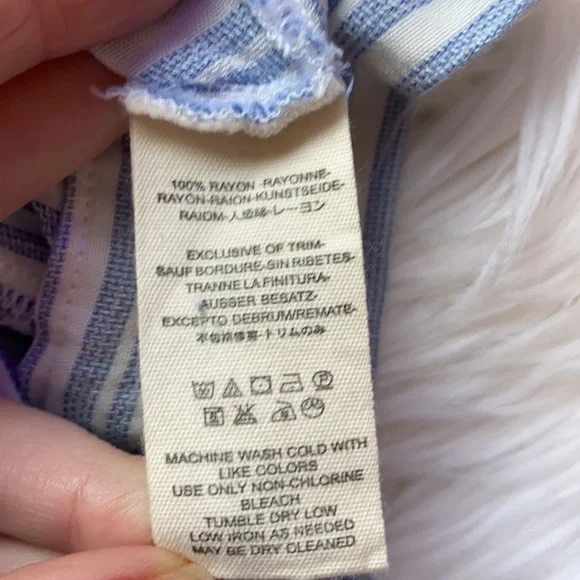 100% RAYON-RAYONNE-
RAYON-RAION-KUNSTSEIDE-
RAIDM-人造絲-レーヨン
EXCLUSIVE OF TRIM-
SAUF BORDURE-SIN RIBETES-
TRANNE LA FINITURA-
AUSSER BESATZ-
EXCEPTO DEBRUM/REMATE-
不包括修剪-トリムのみ
MACHINE WASH COLD WITH
LIKE COLORS
USE ONLY NON-CHLORINE
BLEACH
TUMBLE DRY LOW
LOW IRON AS NEEDED
MAY BE DRY CLEANED